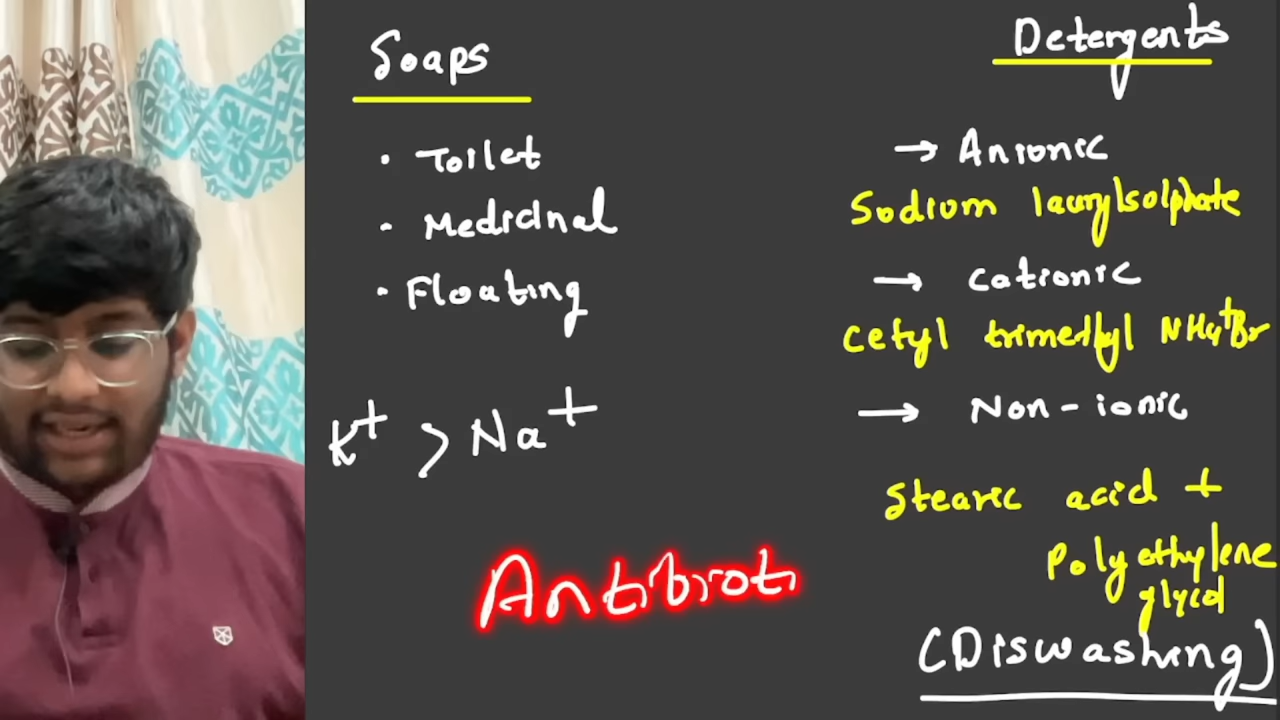 Soaps
· Toilet
· Medicinal
· Floating
K+ > Na+
Antibioti
Detergents
→ Anionic
Sodium laurylsolphate
→ cationic
cetyl trimethyl NH4+Br
→ Non-ionic
Stearic acid +
Polyethylene
glycol
(Diswashing)